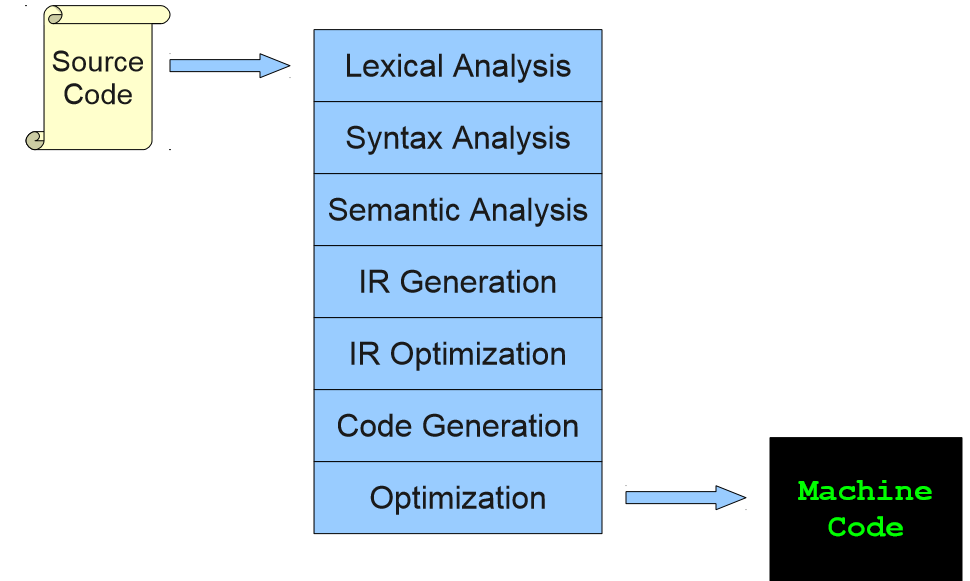 Source
Code
Lexical Analysis
Syntax Analysis
Semantic Analysis
IR Generation
IR Optimization
Code Generation
Optimization
Machine
Code